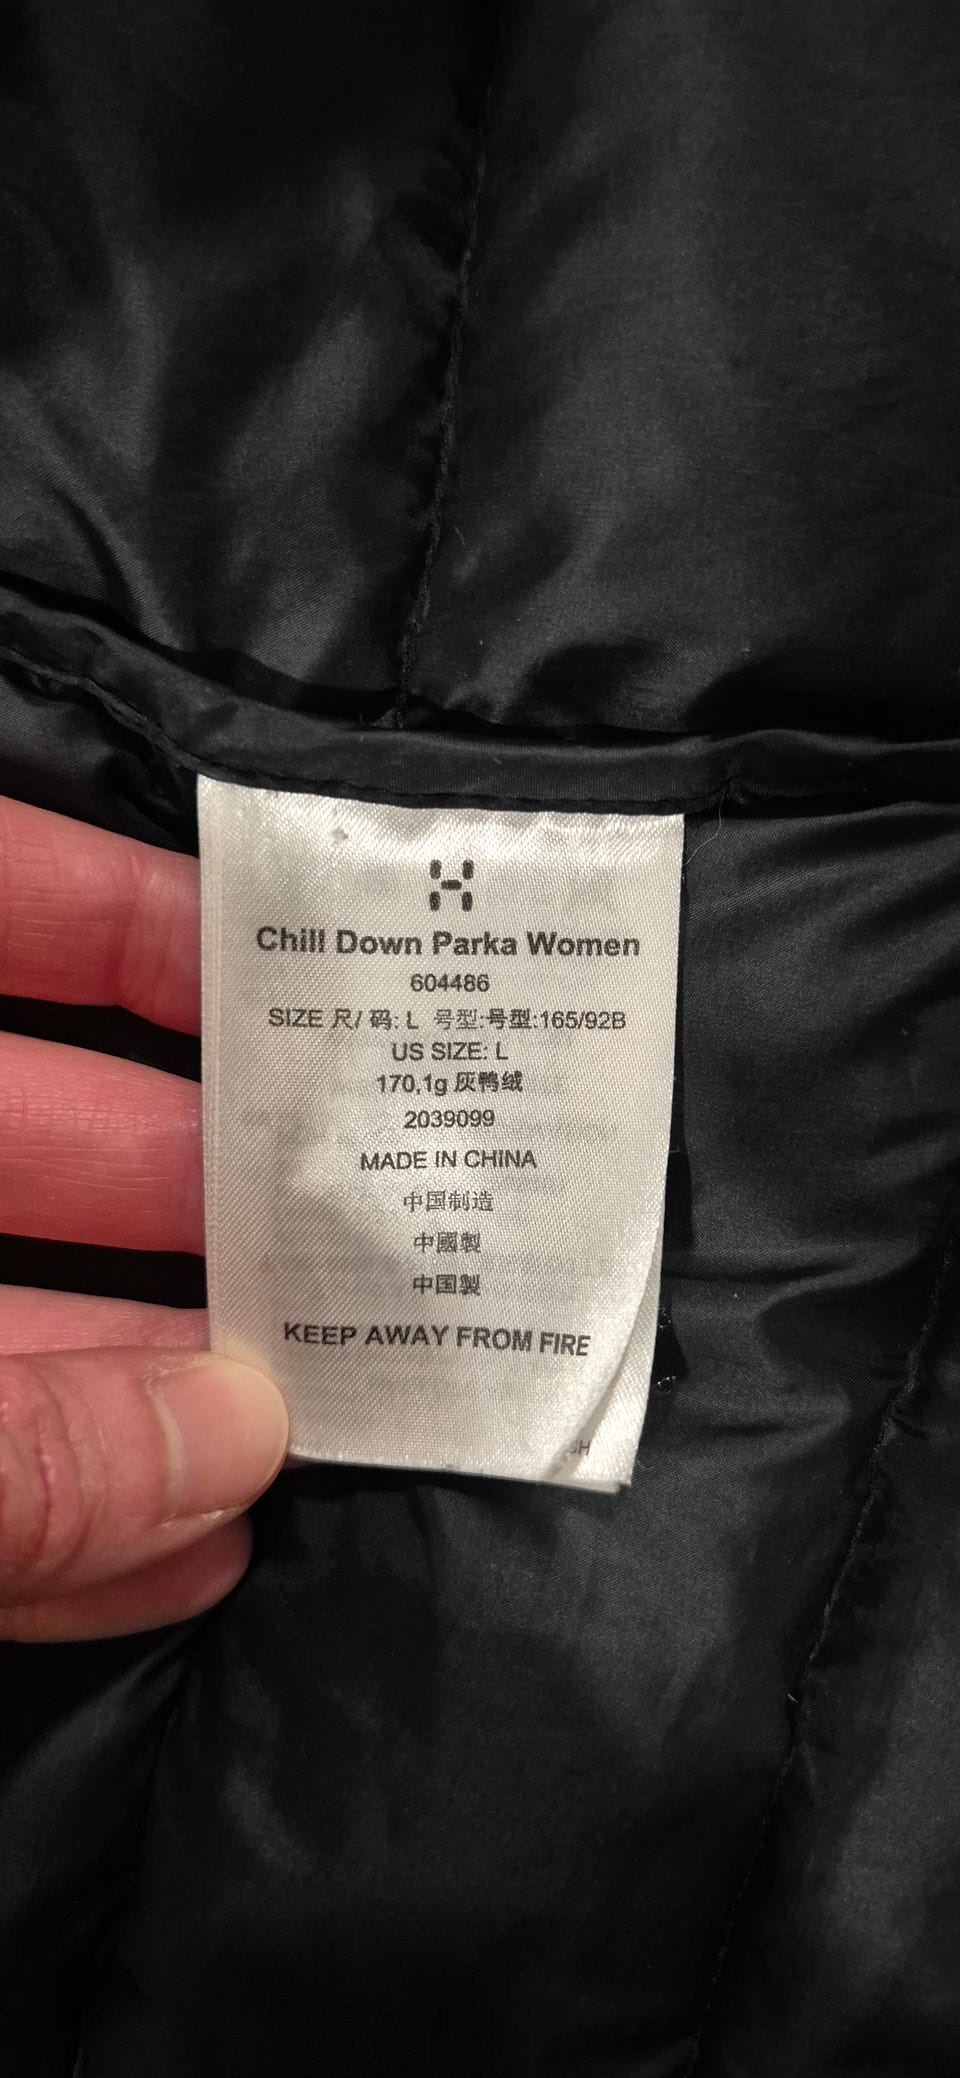 Chill Down Parka Women
604486
SIZE 尺/ 码: L 号型:号型:165/92B
US SIZE: L
170,1g 灰鸭绒
2039099
MADE IN CHINA
中国制造
中國製
中国製
KEEP AWAY FROM FIRE